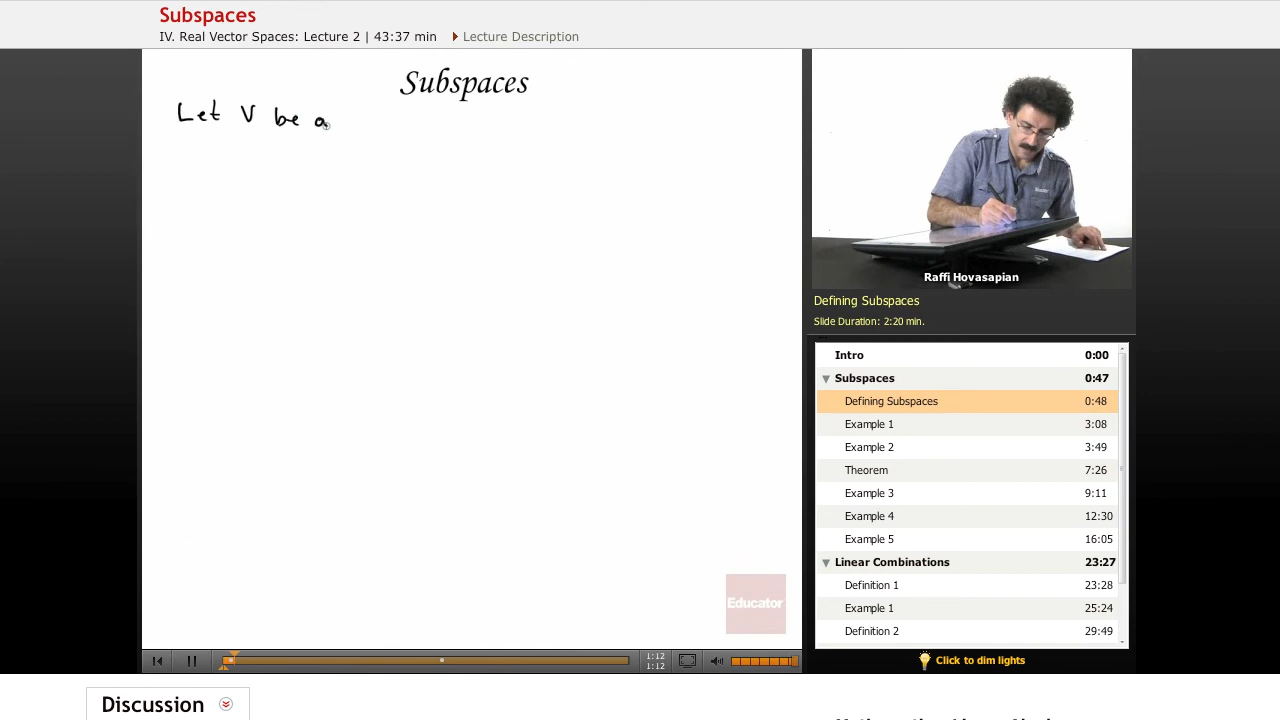 Subspaces
IV. Real Vector Spaces: Lecture 2 | 43:37 min Lecture Description
Subspaces
Let V be a
Educator
Raffi Hovasapian
Defining Subspaces
Slide Duration: 2:20 min.
Intro 0:00
Subspaces 0:47
Defining Subspaces 0:48
Example 1 3:08
Example 2 3:49
Theorem 7:26
Example 3 9:11
Example 4 12:30
Example 5 16:05
Linear Combinations 23:27
Definition 1 23:28
Example 1 25:24
Definition 2 29:49
1:12
1:12
Click to dim lights
Discussion